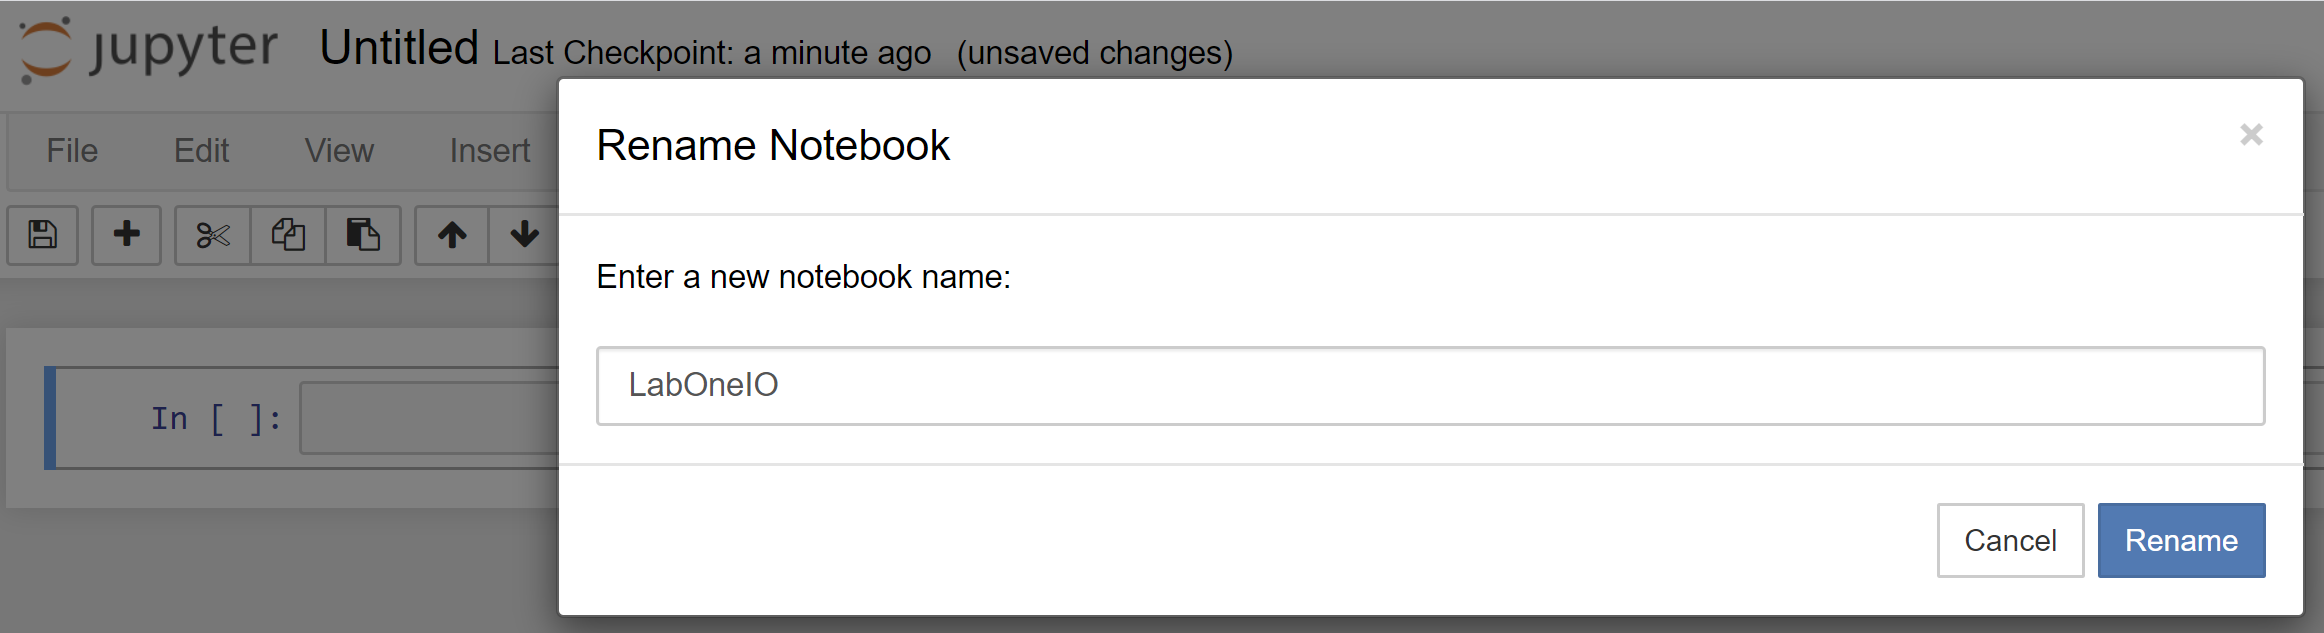 jupyter Untitled Last Checkpoint: a minute ago (unsaved changes)
File Edit View Insert
Rename Notebook
Enter a new notebook name:
LabOneIO
In [ ]:
Cancel Rename